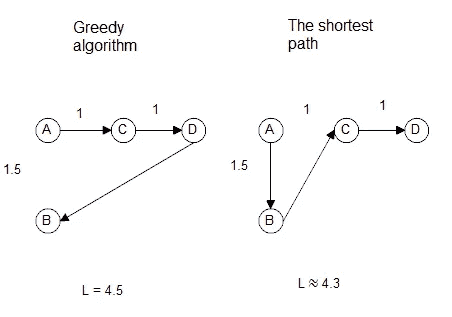 Greedy
algorithm
1
1
A
C
D
1.5
B
L = 4.5
The shortest
path
1
1
A
C
D
1.5
B
L ≈ 4.3